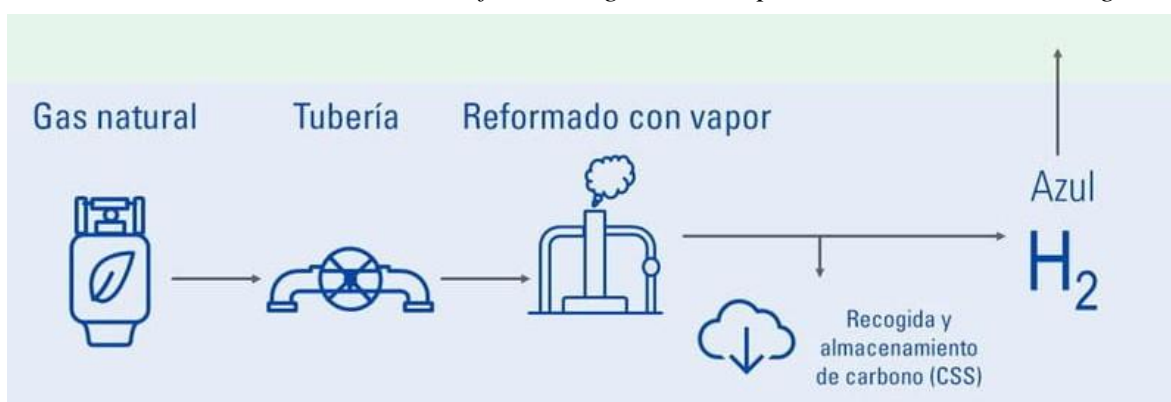 Gas natural
Tubería
Reformado con vapor
Azul
H2
Recogida y
almacenamiento
de carbono (CSS)